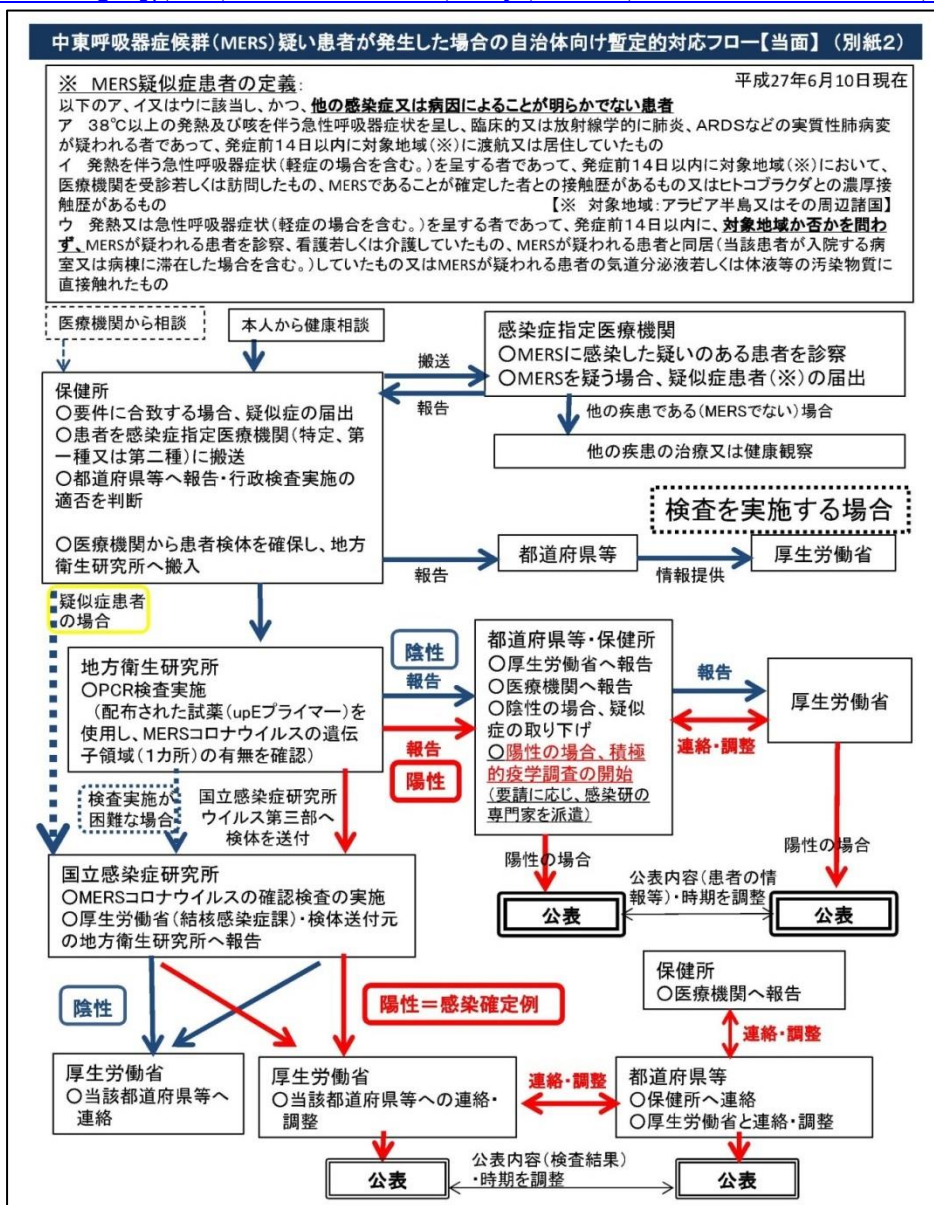 中東呼吸器症候群(MERS)疑い患者が発生した場合の自治体向け暫定的対応フロー【当面】 (別紙2)
※ MERS疑似症患者の定義:
平成27年6月10日現在
以下のア、イ又はウに該当し、かつ、他の感染症又は病因によることが明らかでない患者
ア 38℃以上の発熱及び咳を伴う急性呼吸器症状を呈し、臨床的又は放射線学的に肺炎、ARDSなどの実質性肺病変
が疑われる者であって、発症前14日以内に対象地域(※)に渡航又は居住していたもの
イ 発熱を伴う急性呼吸器症状(軽症の場合を含む。)を呈する者であって、発症前14日以内に対象地域(※)において、
医療機関を受診若しくは訪問したもの、MERSであることが確定した者との接触歴があるもの又はヒトコブラクダとの濃厚接
触歴があるもの
【※ 対象地域:アラビア半島又はその周辺諸国】
ウ 発熱又は急性呼吸器症状(軽症の場合を含む。)を呈する者であって、発症前14日以内に、対象地域か否かを問わ
ず、MERSが疑われる患者を診察、看護若しくは介護していたもの、MERSが疑われる患者と同居(当該患者が入院する病
室又は病棟に滞在した場合を含む。)していたもの又はMERSが疑われる患者の気道分泌液若しくは体液等の汚染物質に
直接触れたもの
医療機関から相談
本人から健康相談
保健所
○要件に合致する場合、疑似症の届出
○患者を感染症指定医療機関(特定、第
一種又は第二種)に搬送
○都道府県等へ報告・行政検査実施の
適否を判断
○医療機関から患者検体を確保し、地方
衛生研究所へ搬入
搬送
報告
感染症指定医療機関
○MERSに感染した疑いのある患者を診察
○MERSを疑う場合、疑似症患者(※)の届出
他の疾患である(MERSでない)場合
他の疾患の治療又は健康観察
検査を実施する場合
報告
都道府県等
情報提供
厚生労働省
疑似症患者
の場合
地方衛生研究所
○PCR検査実施
(配布された試薬(upEプライマー)を
使用し、MERSコロナウイルスの遺伝
子領域(1カ所)の有無を確認)
陰性
報告
報告
陽性
都道府県等・保健所
○厚生労働省へ報告
○医療機関へ報告
○陰性の場合、疑似
症の取り下げ
○陽性の場合、積極
的疫学調査の開始
(要請に応じ、感染研の
専門家を派遣)
報告
連絡・調整
厚生労働省
検査実施が
困難な場合
国立感染症研究所
ウイルス第三部へ
検体を送付
陽性の場合
陽性の場合
公表
公表内容(患者の情
報等)・時期を調整
公表
国立感染症研究所
○MERSコロナウイルスの確認検査の実施
○厚生労働省(結核感染症課)・検体送付元
の地方衛生研究所へ報告
陰性
陽性=感染確定例
保健所
○医療機関へ報告
連絡・調整
厚生労働省
○当該都道府県等へ
連絡
厚生労働省
○当該都道府県等への連絡・
調整
連絡・調整
都道府県等
○保健所へ連絡
○厚生労働省と連絡・調整
公表
公表内容(検査結果)
・時期を調整
公表